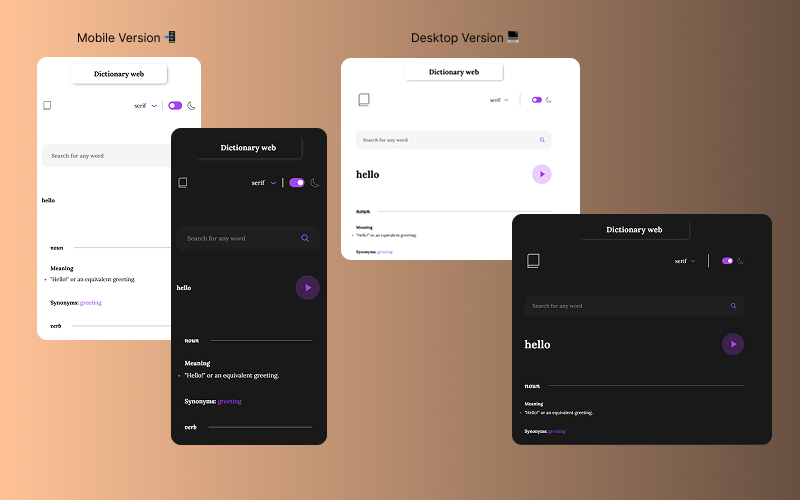 Mobile Version
Desktop Version
Dictionary web
serif
Search for any word
hello
noun
Meaning
"Hello!" or an equivalent greeting.
Synonyms: greeting
verb
Dictionary web
serif
Search for any word
hello
noun
Meaning
"Hello!" or an equivalent greeting.
Synonyms: greeting
verb
Dictionary web
serif
Search for any word
hello
noun
Meaning
"Hello!" or an equivalent greeting.
Synonyms: greeting
Dictionary web
serif
Search for any word
hello
noun
Meaning
"Hello!" or an equivalent greeting.
Synonyms: greeting